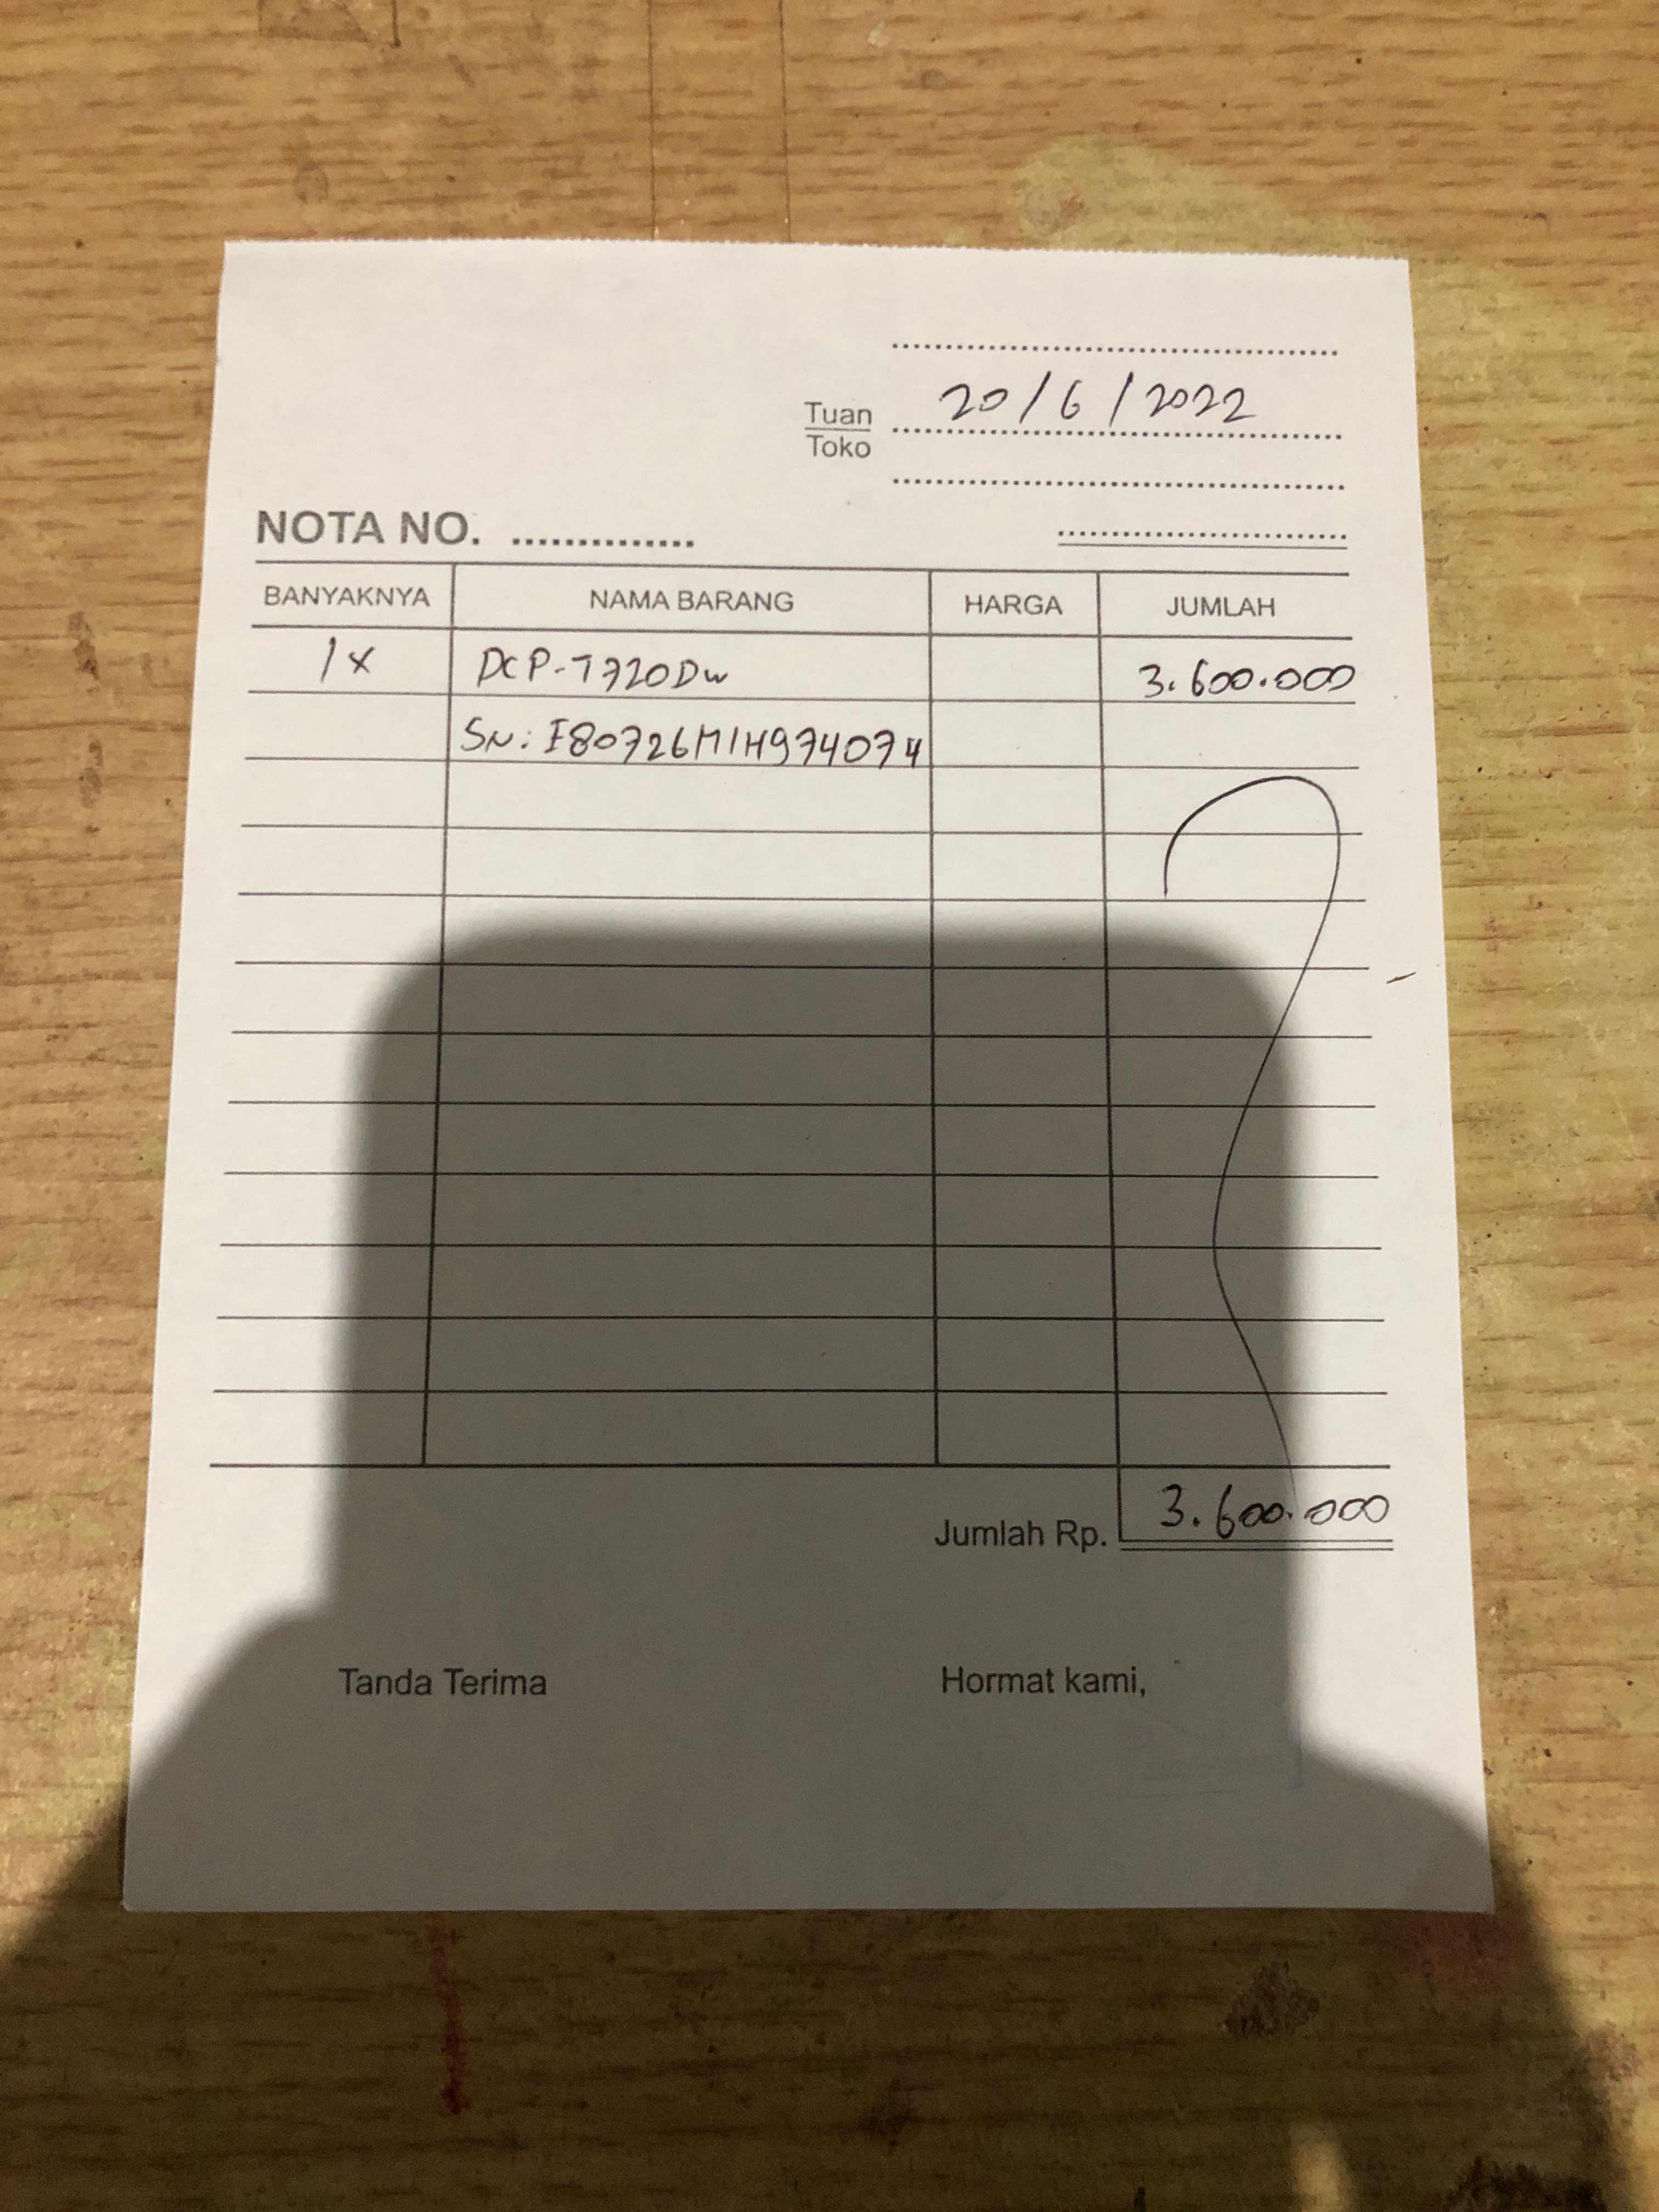 20/6/2022
Tuan
Toko
NOTA NO.
BANYAKNYA NAMA BARANG HARGA JUMLAH
1x DCP-T720DW 3.600.000
SN: E80726M1H974074
Jumlah Rp. 3.600.000
Tanda Terima Hormat kami,